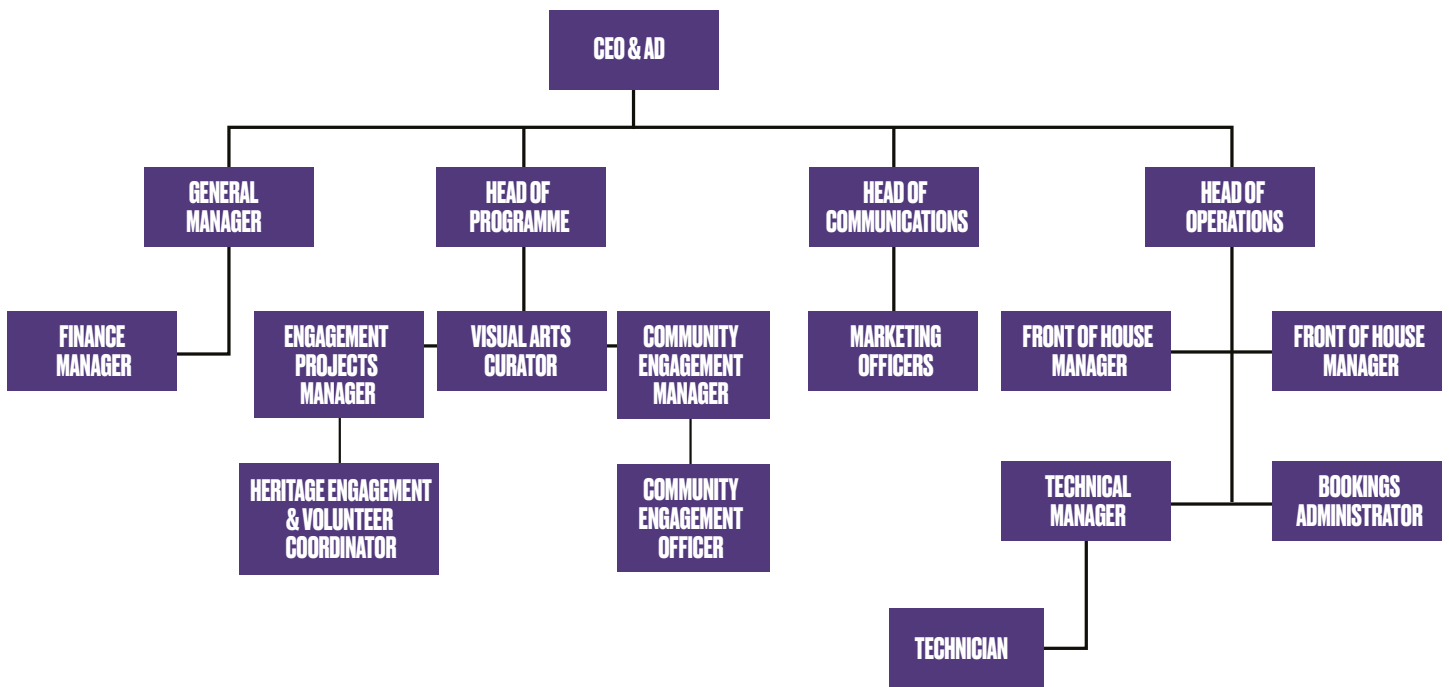 CEO & AD
GENERAL
MANAGER
HEAD OF
PROGRAMME
HEAD OF
COMMUNICATIONS
HEAD OF
OPERATIONS
FINANCE
MANAGER
ENGAGEMENT
PROJECTS
MANAGER
VISUAL ARTS
CURATOR
COMMUNITY
ENGAGEMENT
MANAGER
MARKETING
OFFICERS
FRONT OF HOUSE
MANAGER
FRONT OF HOUSE
MANAGER
HERITAGE ENGAGEMENT
& VOLUNTEER
COORDINATOR
COMMUNITY
ENGAGEMENT
OFFICER
TECHNICAL
MANAGER
BOOKINGS
ADMINISTRATOR
TECHNICIAN